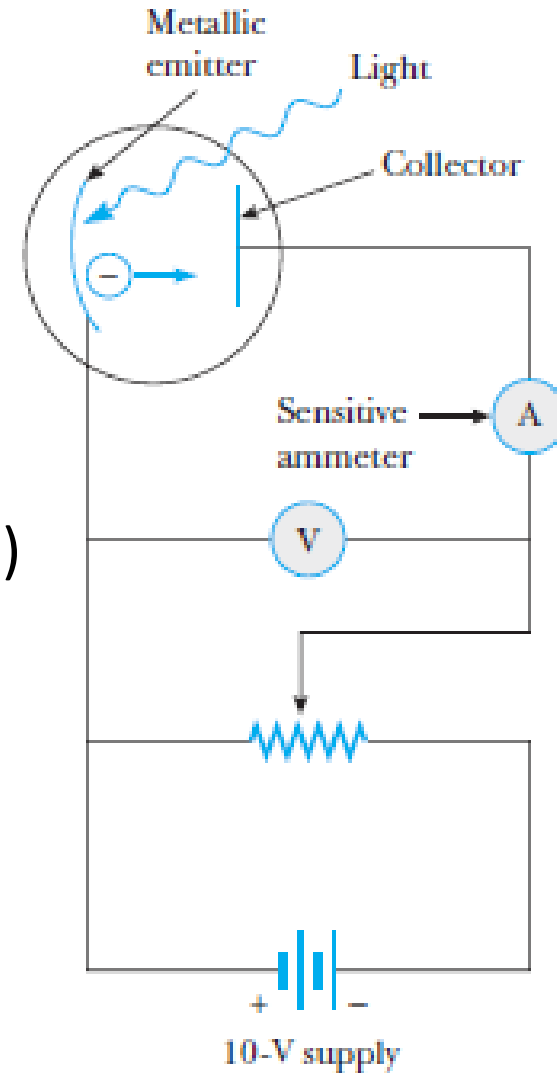 Metallic
emitter
Light
Collector
−
Sensitive
ammeter
A
)
V
+ −
10-V supply